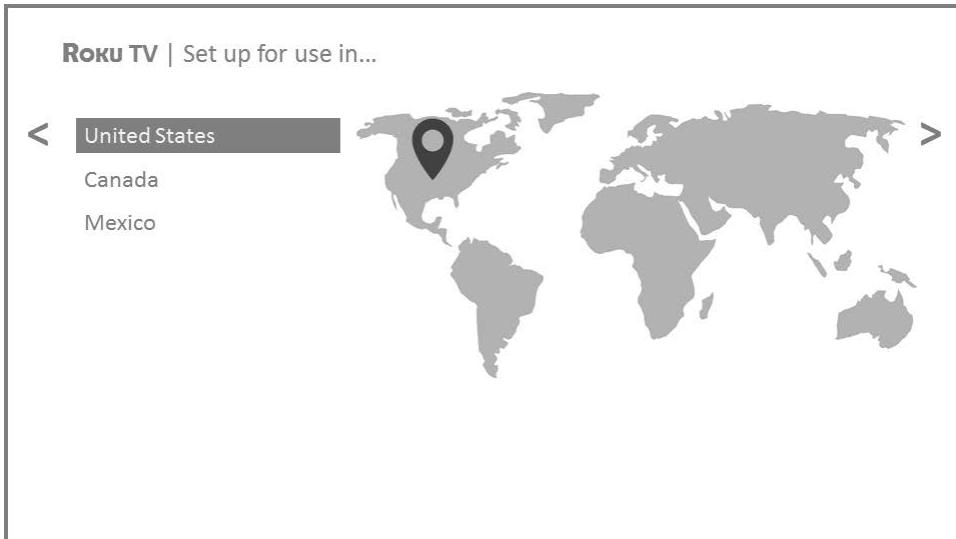 ROKU TV | Set up for use in...
< United States >
Canada
Mexico